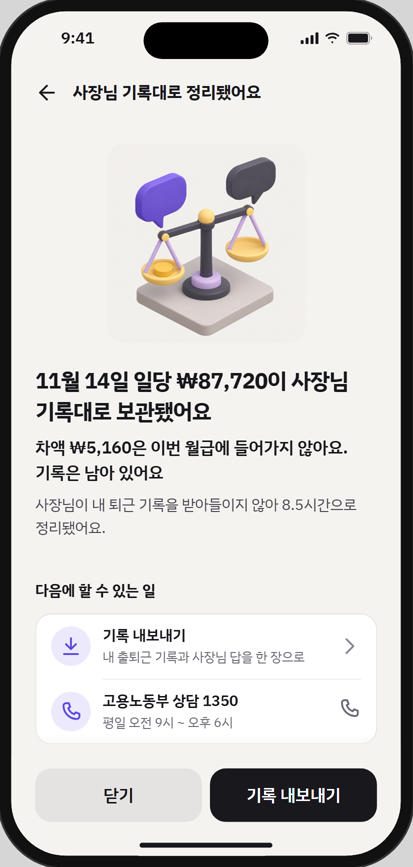 9:41
사장님 기록대로 정리됐어요
11월 14일 일당 ₩87,720이 사장님
기록대로 보관됐어요
차액 ₩5,160은 이번 월급에 들어가지 않아요.
기록은 남아 있어요
사장님이 내 퇴근 기록을 받아들이지 않아 8.5시간으로
정리됐어요.
다음에 할 수 있는 일
기록 내보내기
내 출퇴근 기록과 사장님 답을 한 장으로
고용노동부 상담 1350
평일 오전 9시 ~ 오후 6시
닫기
기록 내보내기